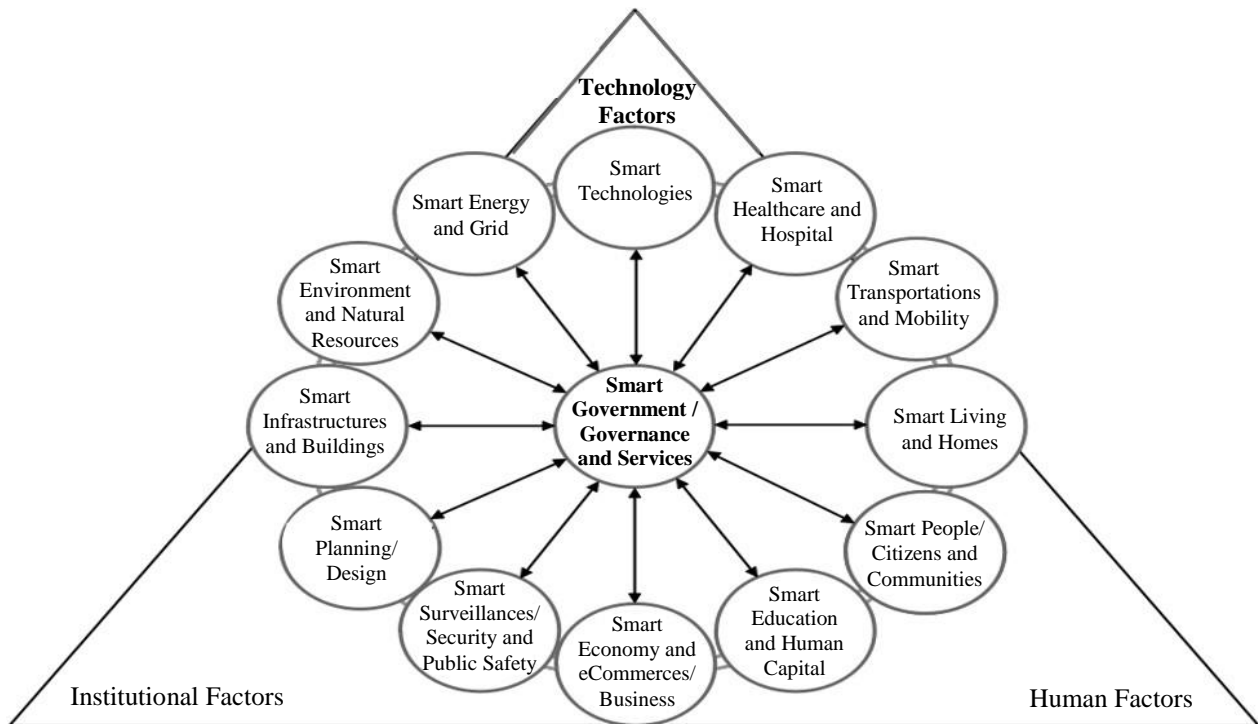 Technology
Factors
Smart
Technologies
Smart Energy
and Grid
Smart
Healthcare and
Hospital
Smart
Environment
and Natural
Resources
Smart
Transportations
and Mobility
Smart
Infrastructures
and Buildings
Smart
Government /
Governance
and Services
Smart Living
and Homes
Smart
Planning/
Design
Smart People/
Citizens and
Communities
Smart
Surveillances/
Security and
Public Safety
Smart
Economy and
eCommerces/
Business
Smart
Education
and Human
Capital
Institutional Factors
Human Factors